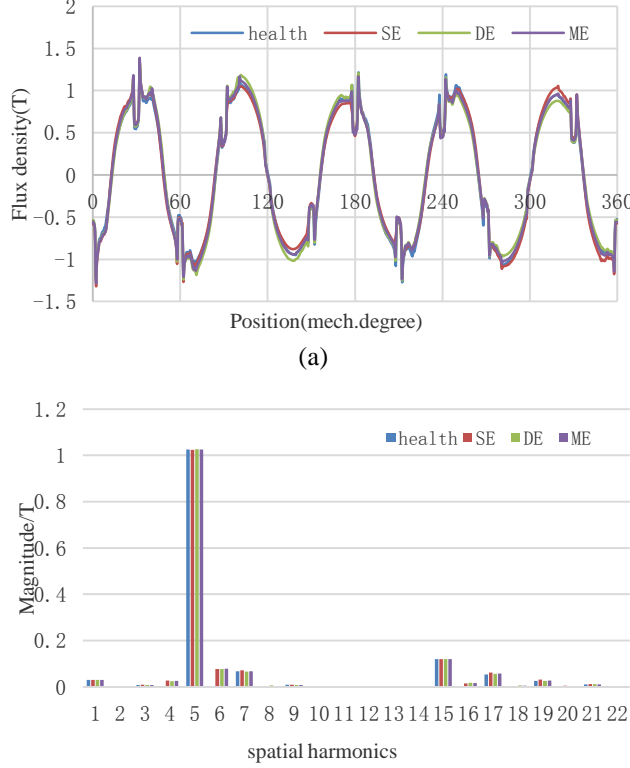 2
health SE DE ME
1.5
1
0.5
0
0 60 120 180 240 300 360
−0.5
−1
−1.5
Flux density(T)
Position(mech.degree)
(a)
1.2
health SE DE ME
1
0.8
0.6
0.4
0.2
0
Magnitude/T
1 2 3 4 5 6 7 8 9 10 11 12 13 14 15 16 17 18 19 20 21 22
spatial harmonics